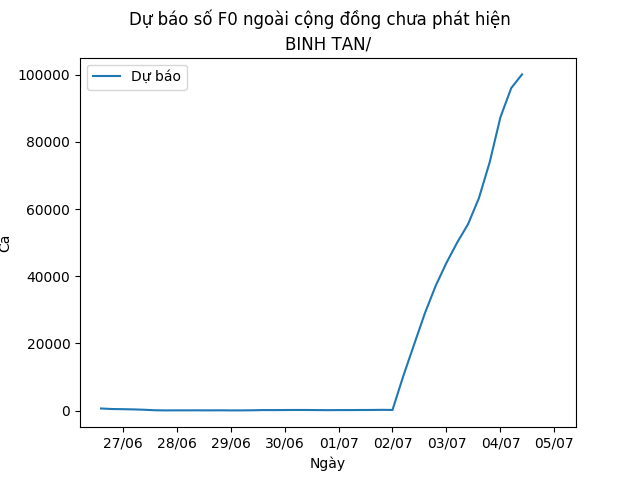 Dự báo số F0 ngoài cộng đồng chưa phát hiện
BINH TAN/
Dự báo
100000
80000
60000
40000
20000
0
Ca
27/06 28/06 29/06 30/06 01/07 02/07 03/07 04/07 05/07
Ngày